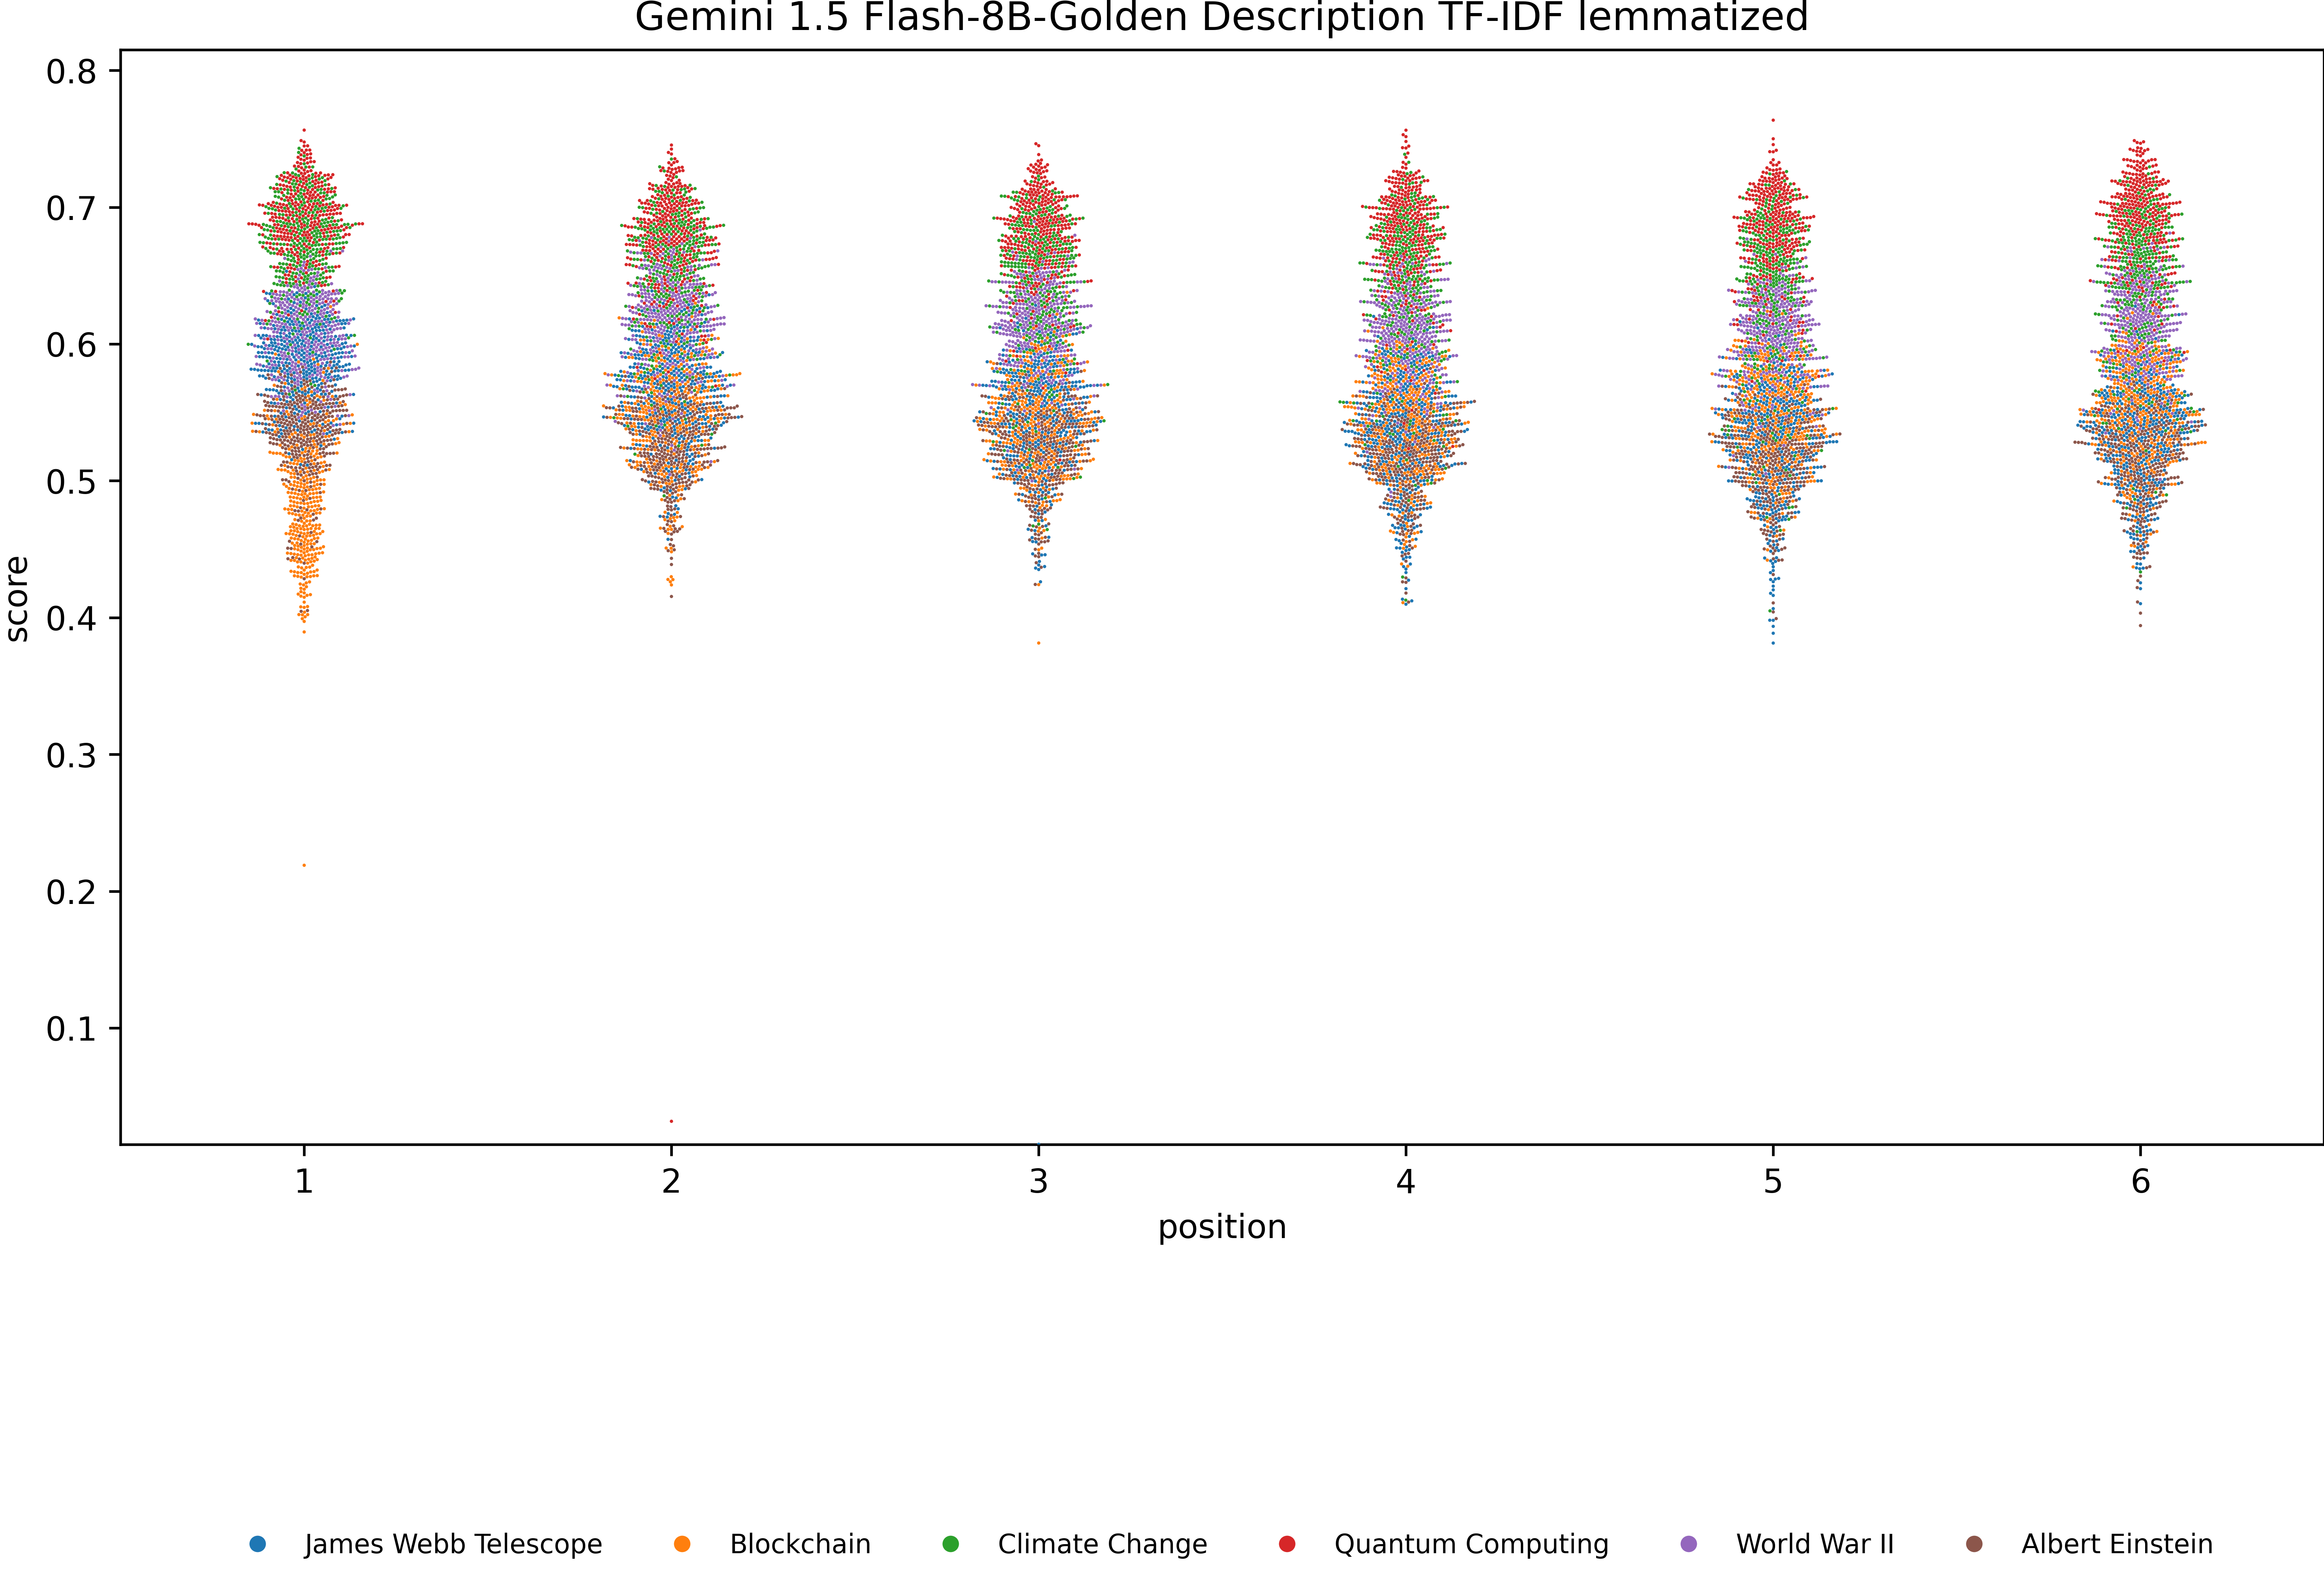 Gemini 1.5 Flash-8B-Golden Description TF-IDF lemmatized
0.8
0.7
0.6
0.5
0.4
0.3
0.2
0.1
score
1 2 3 4 5 6
position
James Webb Telescope Blockchain Climate Change Quantum Computing World War II Albert Einstein